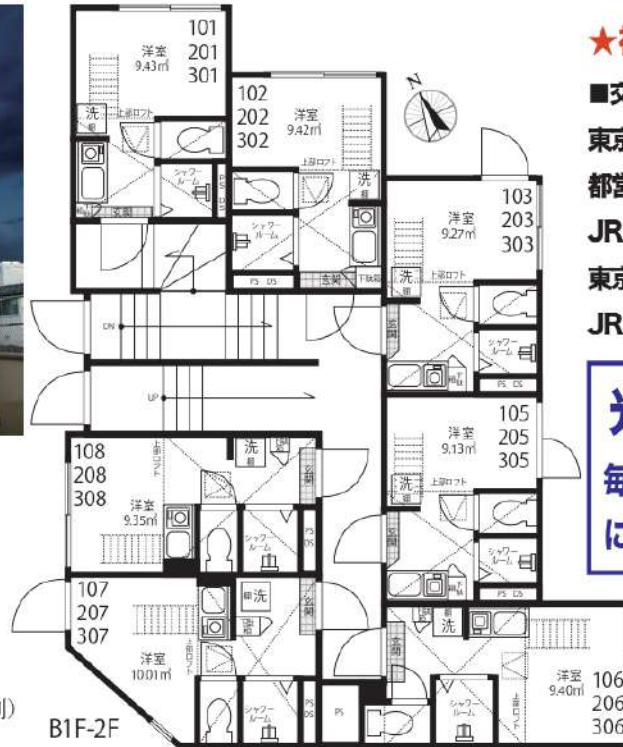 101
201
301
洋室
9.43㎡
上部ロフト
洗
シャワー
ルーム
PS
DS
玄関
102
202
302
洋室
9.42㎡
上部ロフト
洗
棚
シャワー
ルーム
PS DS
玄関
下駄箱
N
103
203
303
洋室
9.27㎡
上部ロフト
洗
棚
玄関
シャワー
ルーム
PS DS
DN
UP
105
205
305
洋室
9.13㎡
上部ロフト
洗
棚
玄関
シャワー
ルーム
PS DS
108
208
308
洋室
9.35㎡
上部ロフト
洗
棚
玄関
シャワー
ルーム
PS
DS
107
207
307
洋室
10.01㎡
上部ロフト
棚 洗
玄関
シャワー
ルーム
PS
DS
PS
106
206
306
洋室
9.40㎡
上部ロフト
棚
洗
玄関
シャワー
ルーム
B1F-2F
★
■交
東京
都営
JR
東京
JR
毎
に